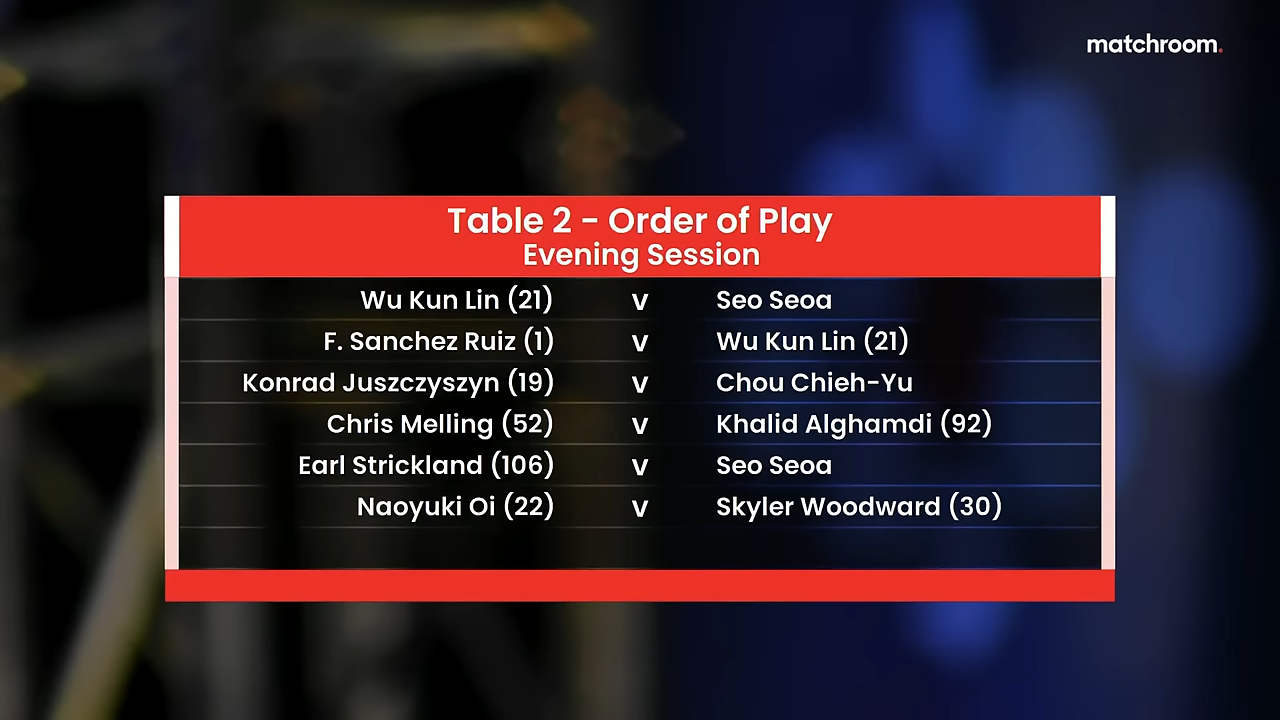 matchroom.
Table 2 - Order of Play
Evening Session
Wu Kun Lin (21) v Seo Seoa
F. Sanchez Ruiz (1) v Wu Kun Lin (21)
Konrad Juszczyszyn (19) v Chou Chieh-Yu
Chris Melling (52) v Khalid Alghamdi (92)
Earl Strickland (106) v Seo Seoa
Naoyuki Oi (22) v Skyler Woodward (30)